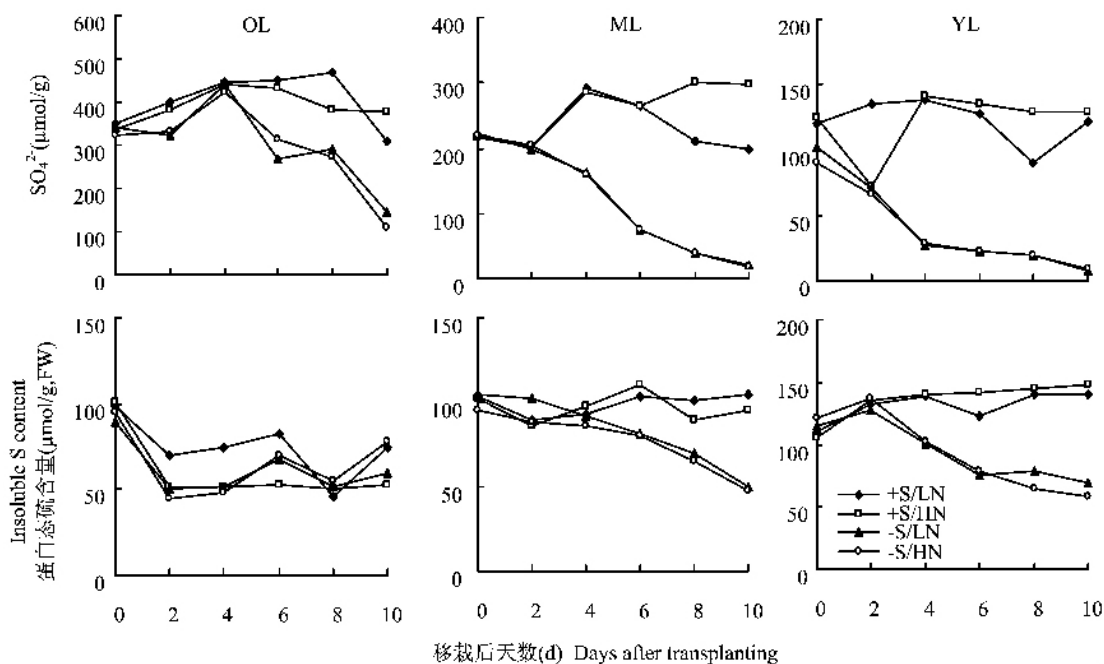 OL
ML
YL
600
500
400
300
200
100
0
SO₄²⁻(μmol/g)
400
300
200
100
0
200
150
100
50
0
150
100
50
0
Insoluble S content
蛋白态硫含量(μmol/g,FW)
150
100
50
0
200
150
100
50
0
+S/LN
+S/HN
-S/LN
-S/HN
0 2 4 6 8 10
0 2 4 6 8 10
0 2 4 6 8 10
移栽后天数(d) Days after transplanting